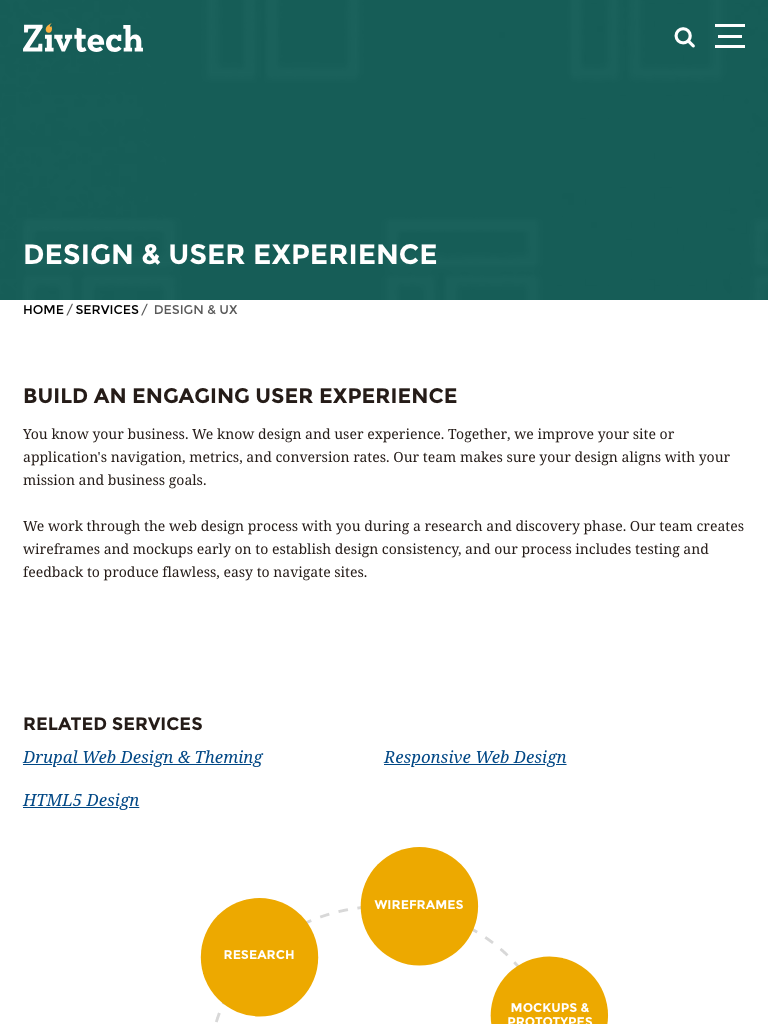 Zivtech
DESIGN & USER EXPERIENCE
HOME / SERVICES / DESIGN & UX
BUILD AN ENGAGING USER EXPERIENCE
You know your business. We know design and user experience. Together, we improve your site or
application's navigation, metrics, and conversion rates. Our team makes sure your design aligns with your
mission and business goals.
We work through the web design process with you during a research and discovery phase. Our team creates
wireframes and mockups early on to establish design consistency, and our process includes testing and
feedback to produce flawless, easy to navigate sites.
RELATED SERVICES
Drupal Web Design & Theming
Responsive Web Design
HTML5 Design
WIREFRAMES
RESEARCH
MOCKUPS &
PROTOTYPES